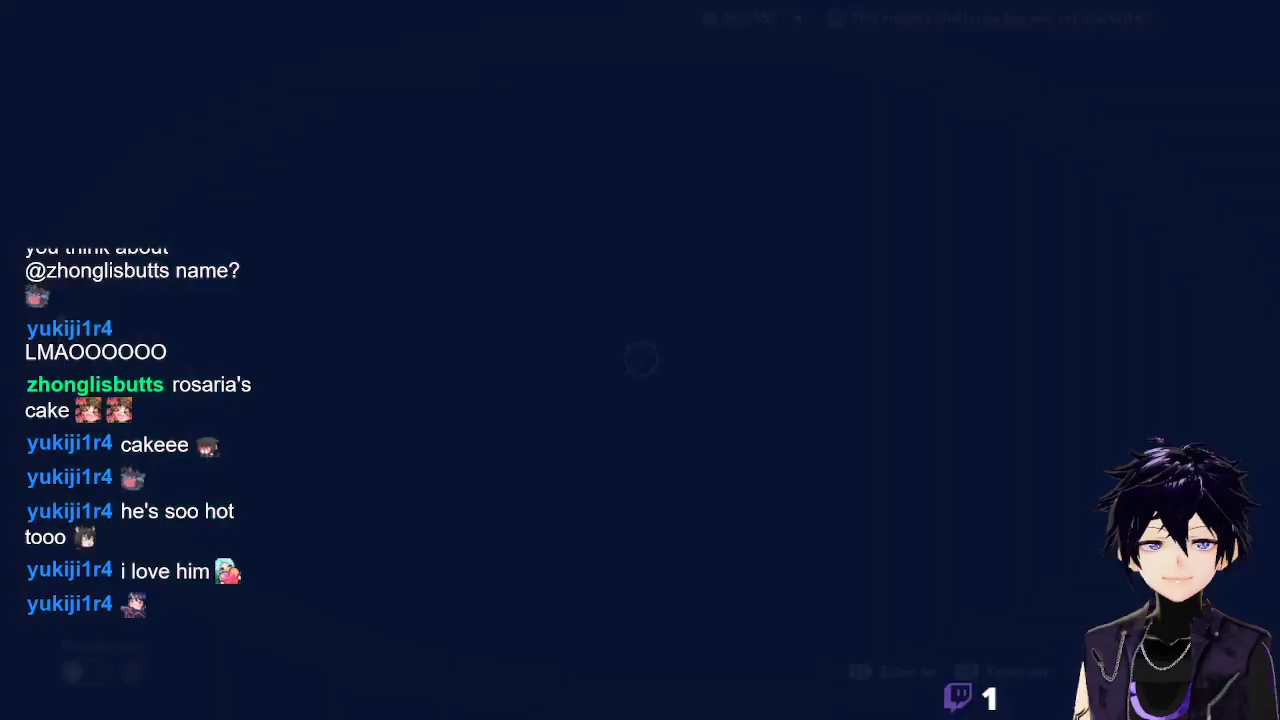 you think about
@zhonglisbutts name?
yukiji1r4
LMAOOOOOO
zhonglisbutts rosaria's
cake
yukiji1r4 cakeee
yukiji1r4
yukiji1r4 he's soo hot
tooo
yukiji1r4 i love him
yukiji1r4
1